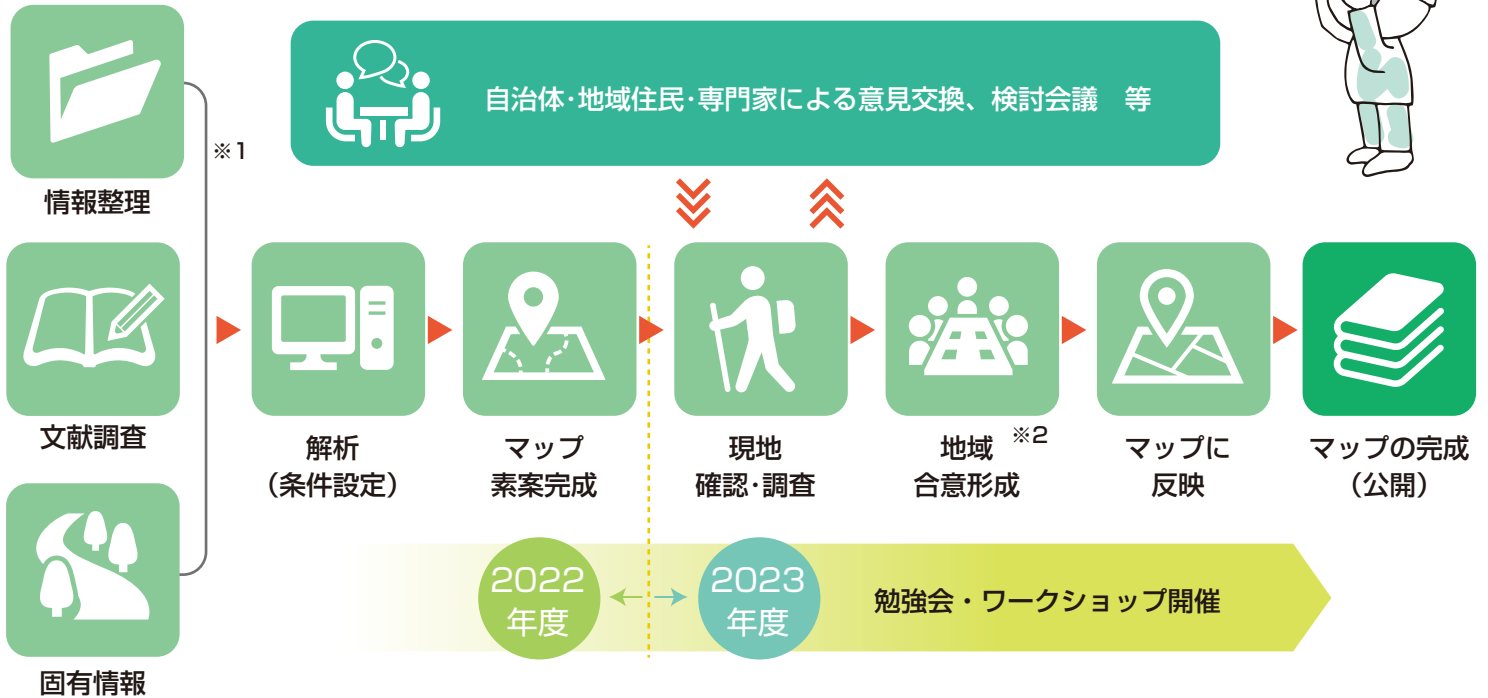 自治体･地域住民･専門家による意見交換、検討会議　等
※1
情報整理
文献調査
固有情報
解析
（条件設定）
マップ
素案完成
現地
確認･調査
地域 ※2
合意形成
マップに
反映
マップの完成
（公開）
2022
年度
2023
年度
勉強会・ワークショップ開催